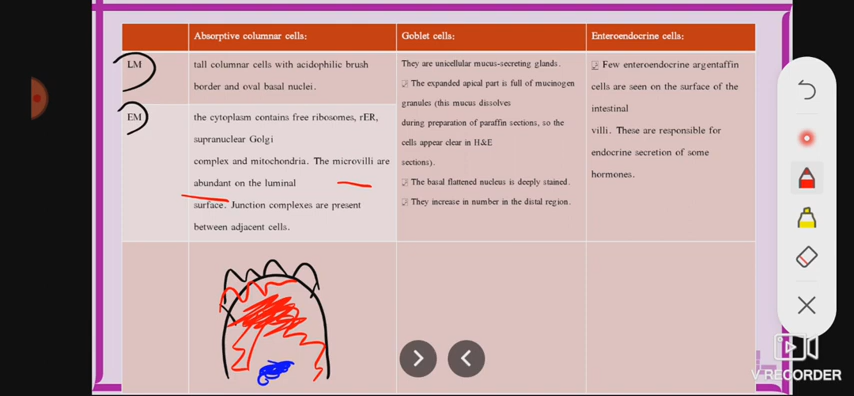 Absorptive columnar cells:
Goblet cells:
Enteroendocrine cells:
LM
tall columnar cells with acidophilic brush
border and oval basal nuclei.
EM
the cytoplasm contains free ribosomes, rER,
supranuclear Golgi
complex and mitochondria. The microvilli are
abundant on the luminal
surface. Junction complexes are present
between adjacent cells.
They are unicellular mucus-secreting glands.
The expanded apical part is full of mucinogen
granules (this mucus dissolves
during preparation of paraffin sections, so the
cells appear clear in H&E
sections).
The basal flattened nucleus is deeply stained.
They increase in number in the distal region.
Few enteroendocrine argentaffin
cells are seen on the surface of the
intestinal
villi. These are responsible for
endocrine secretion of some
hormones.
V RECORDER